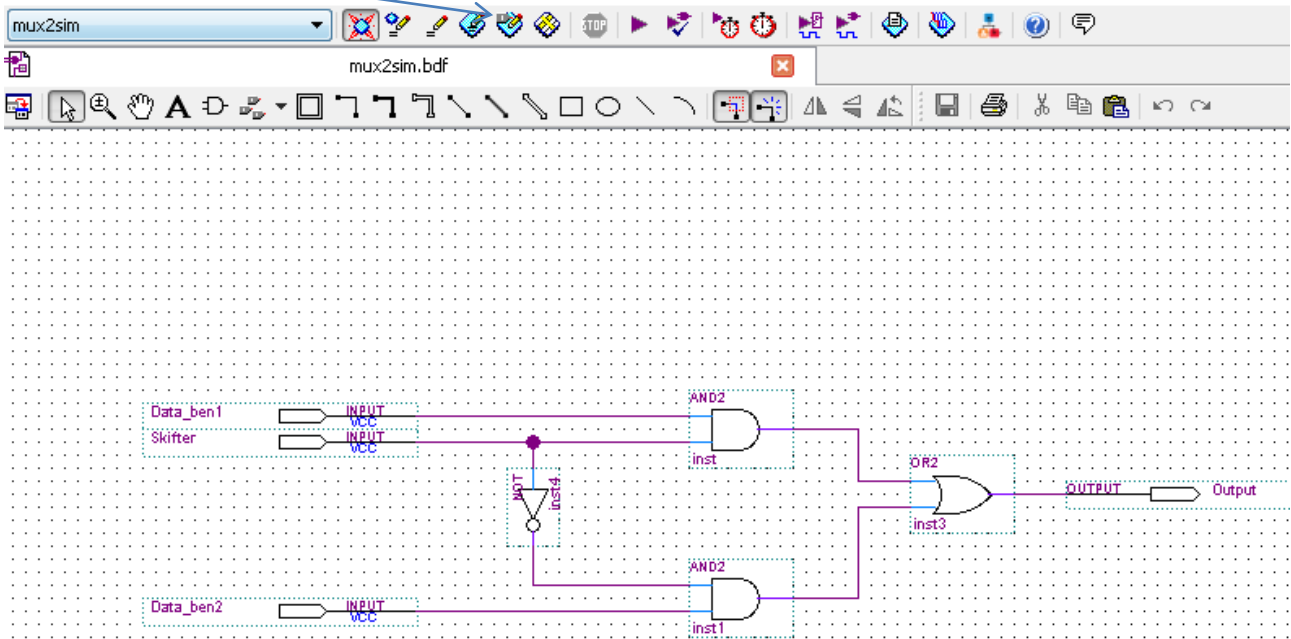 mux2sim
STOP
mux2sim.bdf
A
AND2
Data_ben1 INPUT
VCC
Skifter INPUT
VCC
inst
OR2
NOT
inst4
OUTPUT Output
inst3
AND2
Data_ben2 INPUT
VCC
inst1